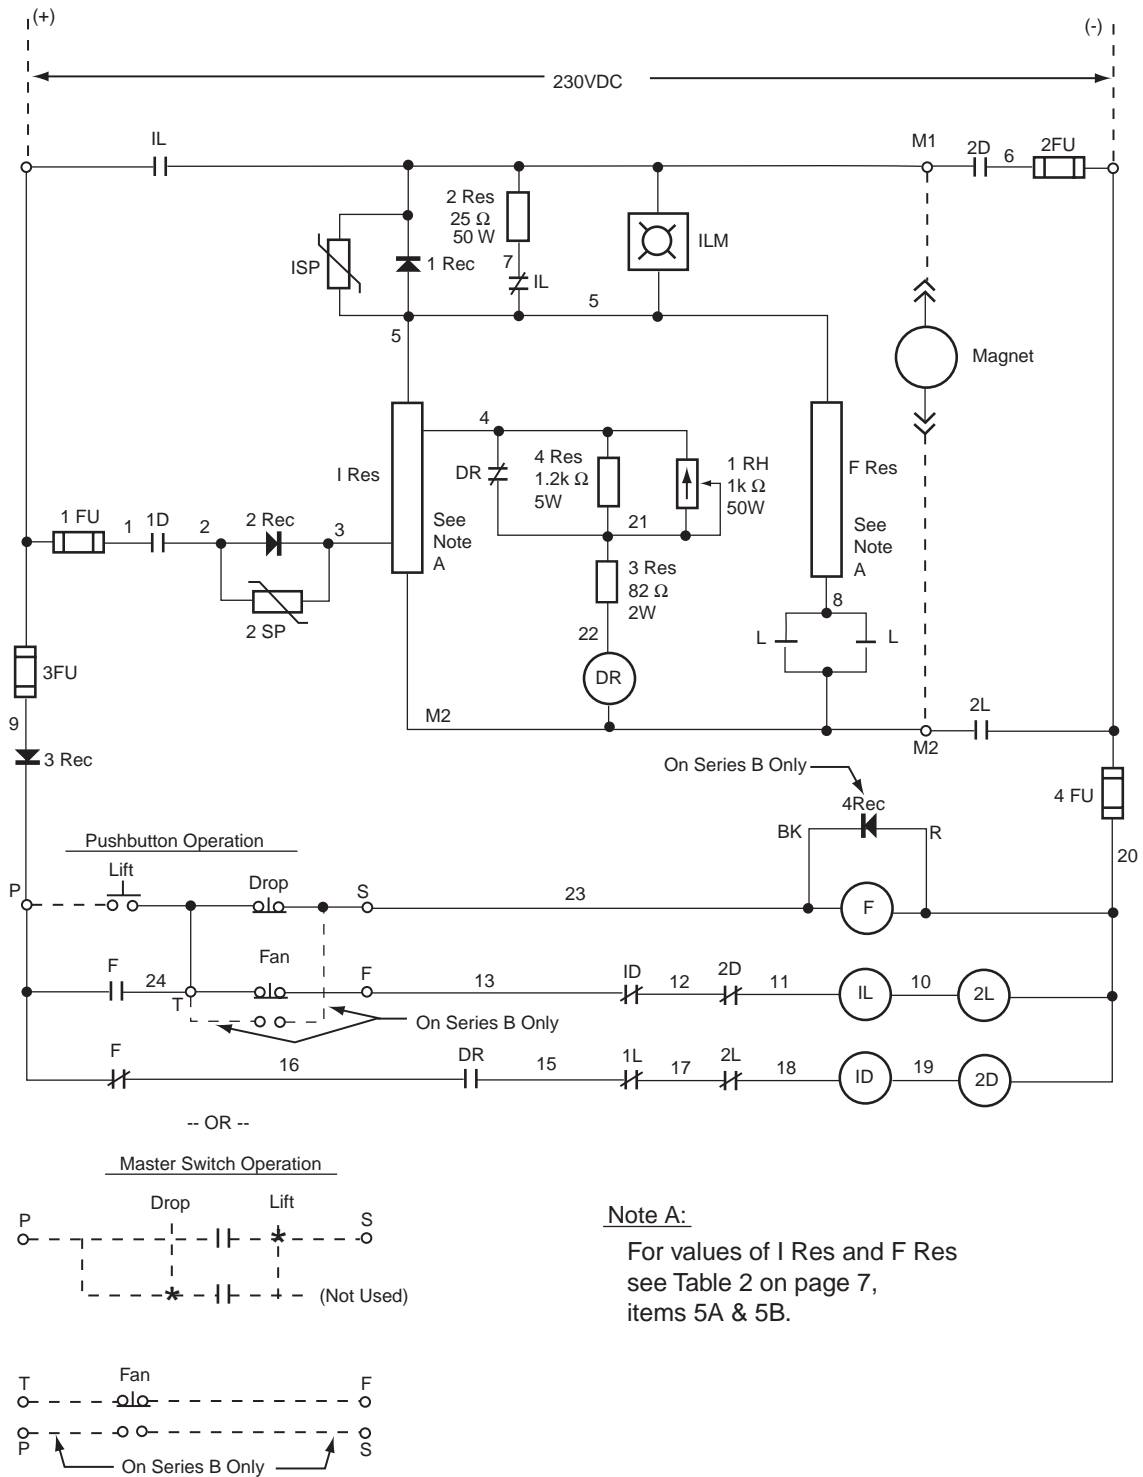 (+)
(-)
230VDC
IL
M1
2D
6
2FU
2 Res
25 Ω
50 W
ISP
1 Rec
7
IL
ILM
5
5
Magnet
4
I Res
DR
4 Res
1.2k Ω
5W
1 RH
1k Ω
50W
F Res
See
Note
A
See
Note
A
1 FU
1
1D
2
2 Rec
3
21
2 SP
3 Res
82 Ω
2W
22
DR
8
L
L
3FU
9
M2
2L
M2
3 Rec
On Series B Only
4Rec
4 FU
BK
R
20
Pushbutton Operation
Lift
Drop
P
S
23
F
Fan
F
24
T
F
13
ID
12
2D
11
IL
10
2L
On Series B Only
F
16
DR
15
1L
17
2L
18
ID
19
2D
-- OR --
Master Switch Operation
Drop
Lift
P
S
(Not Used)
Note A:
For values of I Res and F Res
see Table 2 on page 7,
items 5A & 5B.
Fan
T
F
P
S
On Series B Only